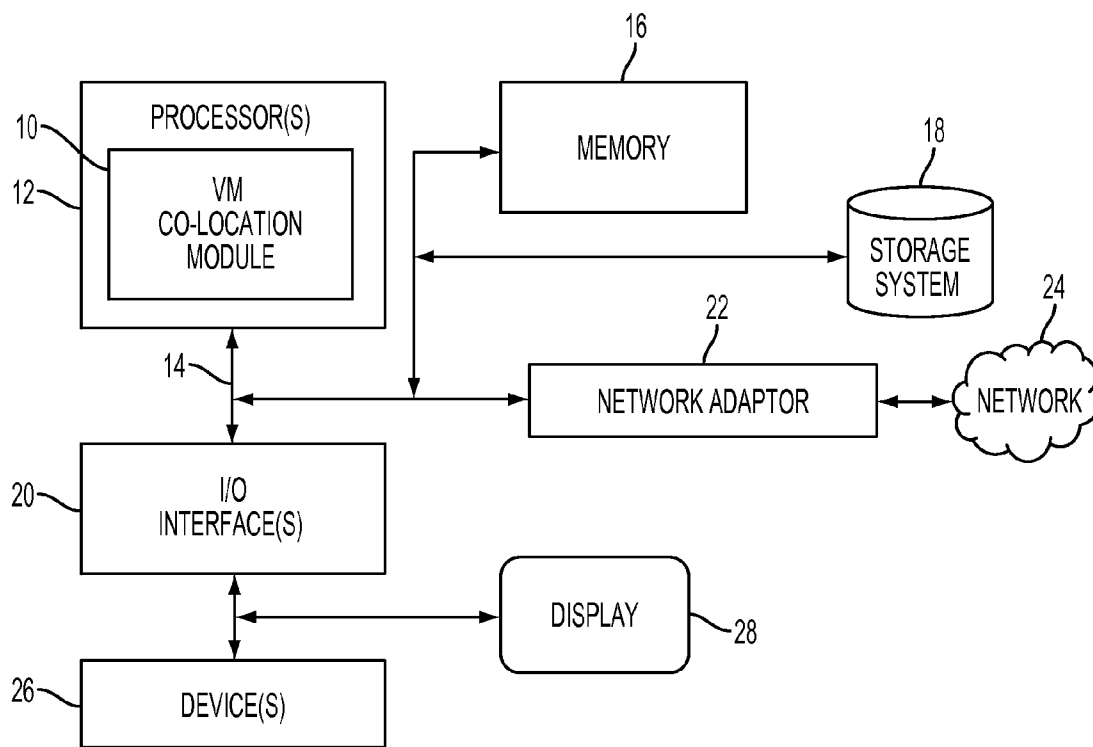 16
PROCESSOR(S)
10
12
VM
CO-LOCATION
MODULE
MEMORY
18
STORAGE
SYSTEM
14
22
24
NETWORK ADAPTOR
NETWORK
20
I/O
INTERFACE(S)
DISPLAY
28
26
DEVICE(S)